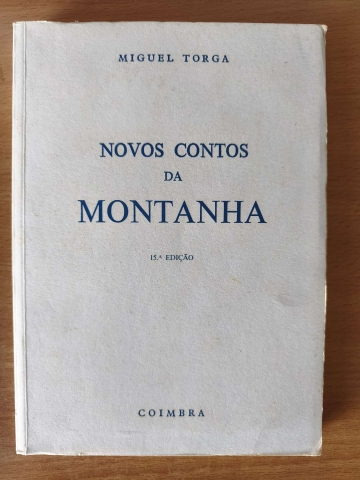 MIGUEL TORGA
NOVOS CONTOS
DA
MONTANHA
15.ª EDIÇÃO
COIMBRA